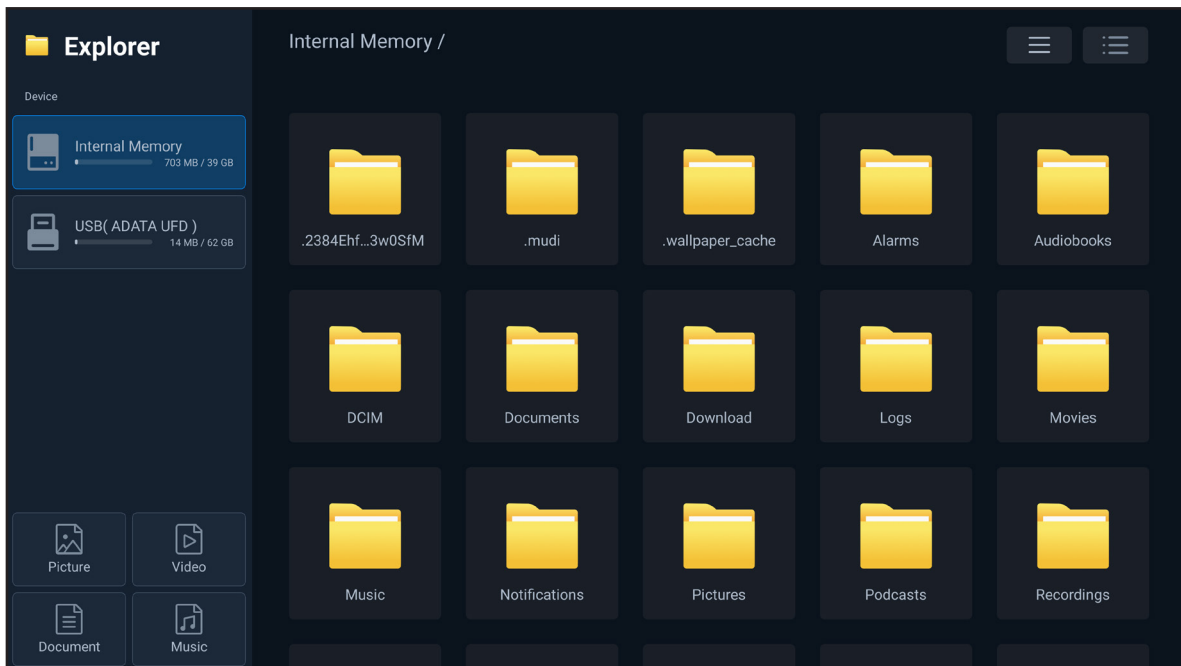 Explorer
Internal Memory /
Device
Internal Memory
703 MB / 39 GB
USB( ADATA UFD )
14 MB / 62 GB
.2384Ehf...3w0SfM
.mudi
.wallpaper_cache
Alarms
Audiobooks
DCIM
Documents
Download
Logs
Movies
Music
Notifications
Pictures
Podcasts
Recordings
Picture
Video
Document
Music